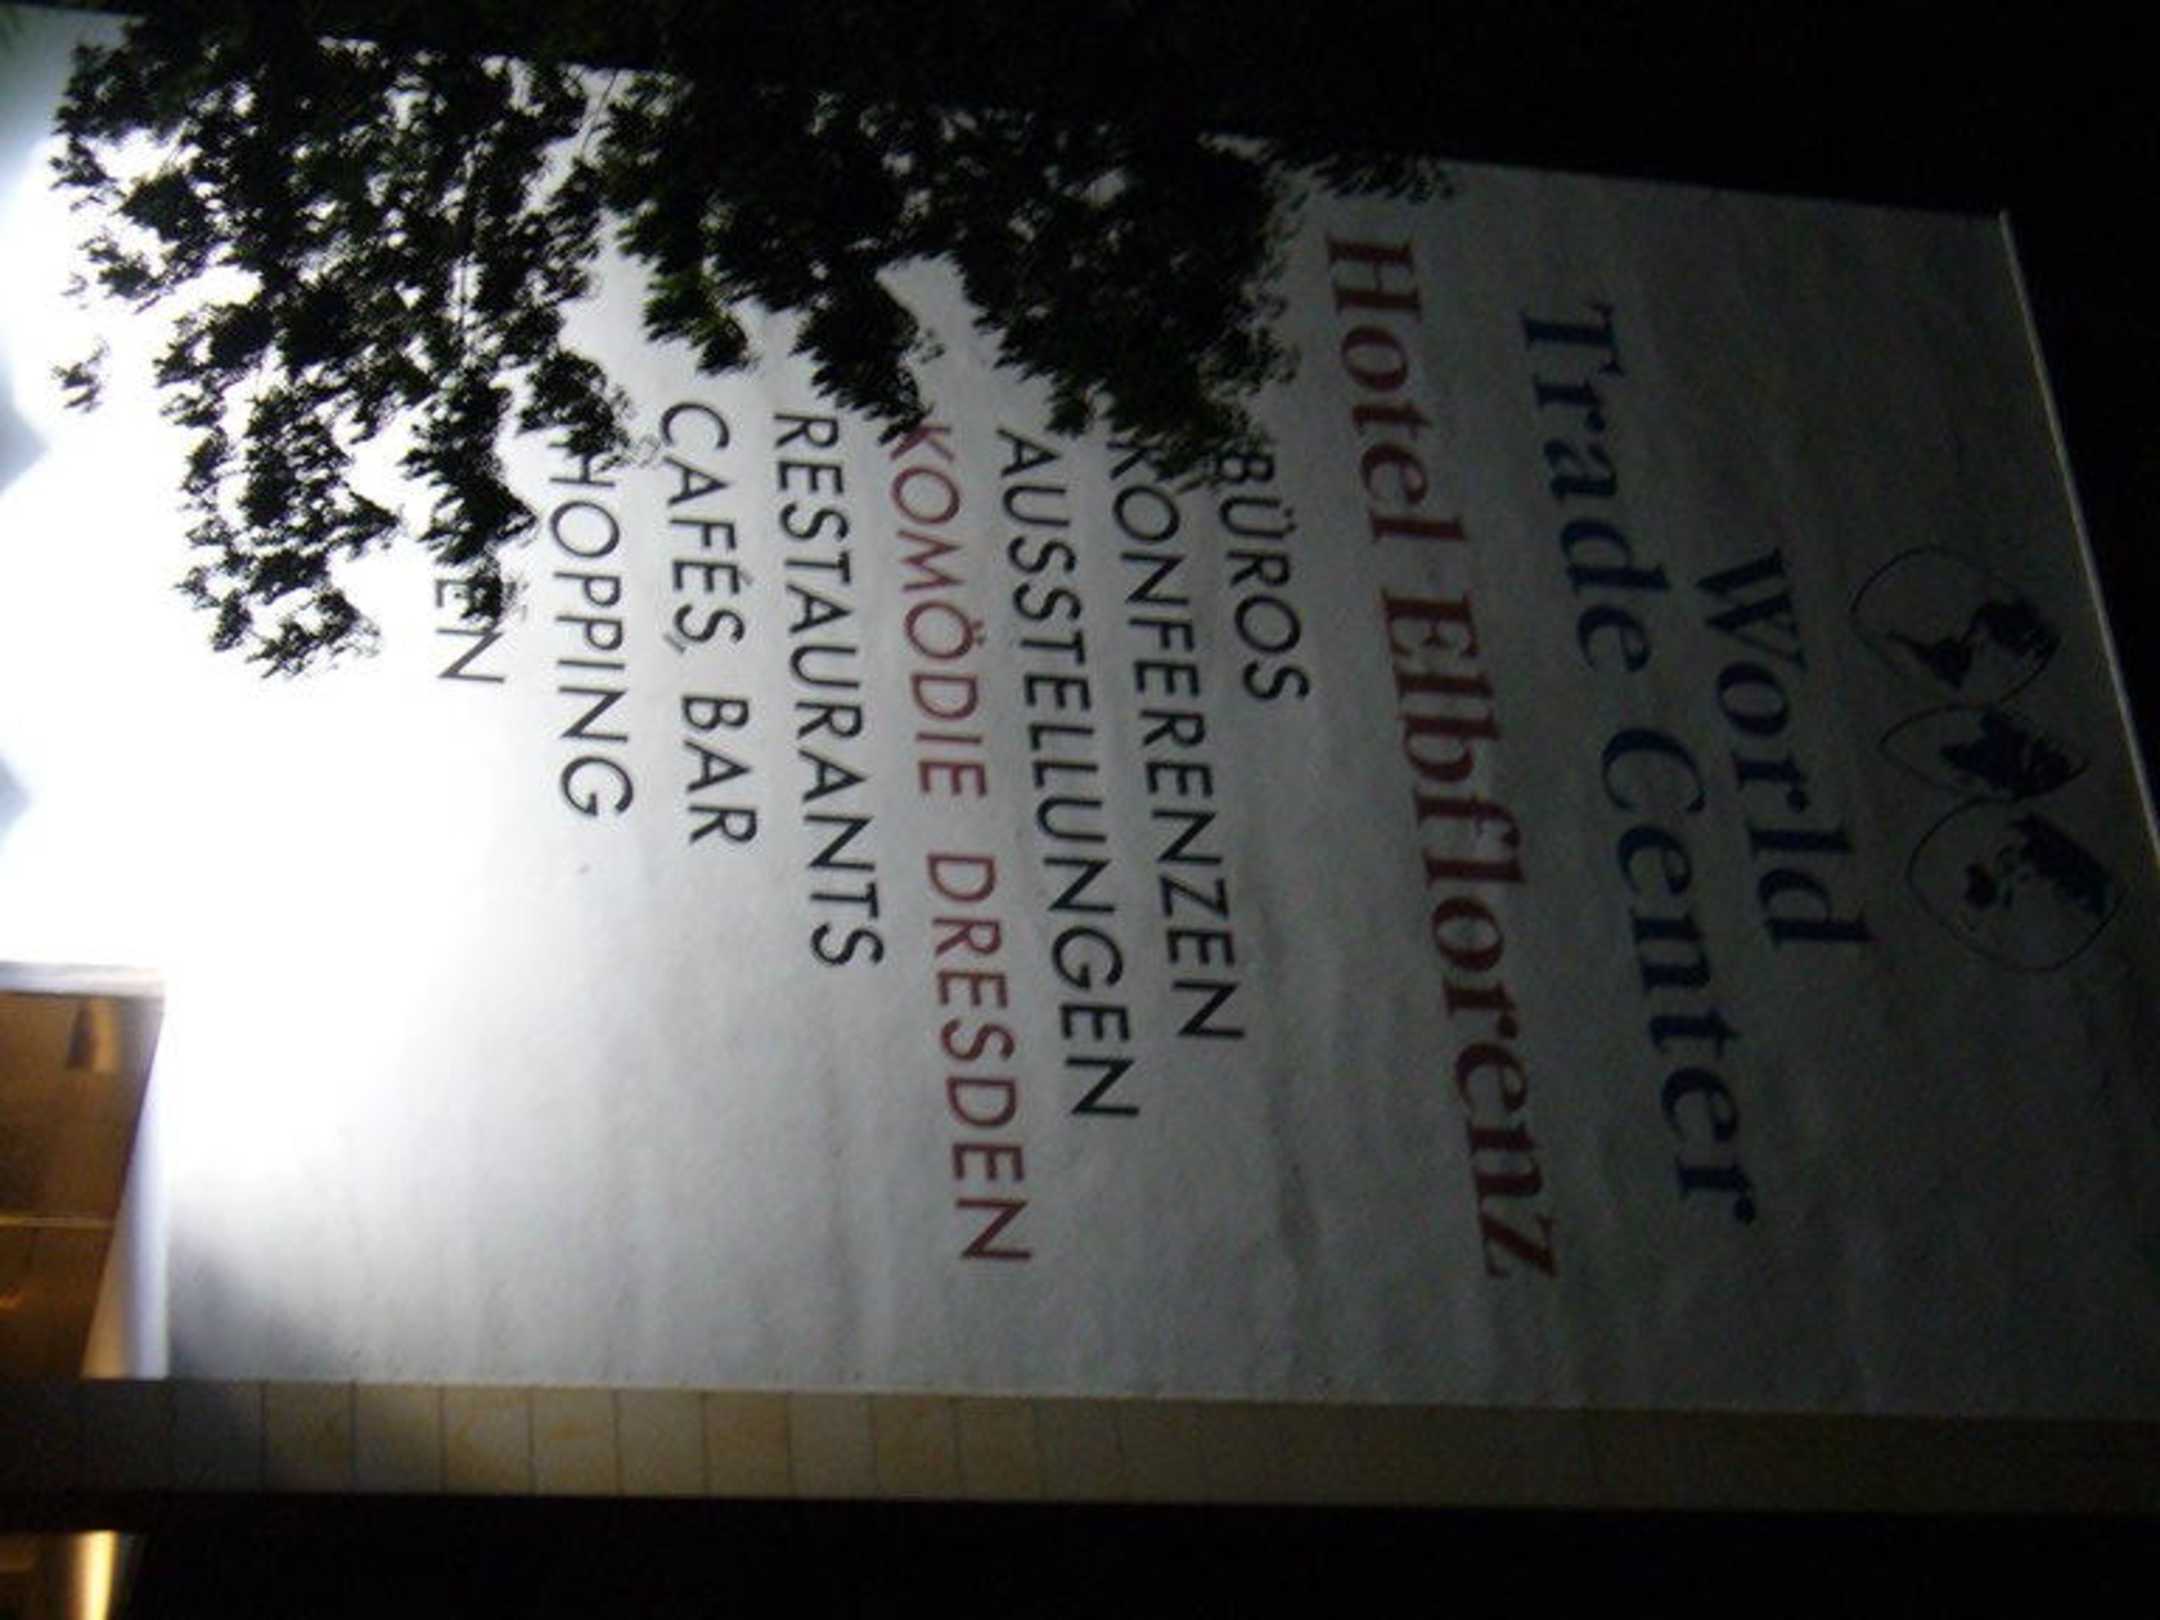 World
Trade Center
Hotel Elbflorenz
BÜROS
KONFERENZEN
AUSSTELLUNGEN
KOMÖDIE DRESDEN
RESTAURANTS
CAFÉS, BAR
HOPPING